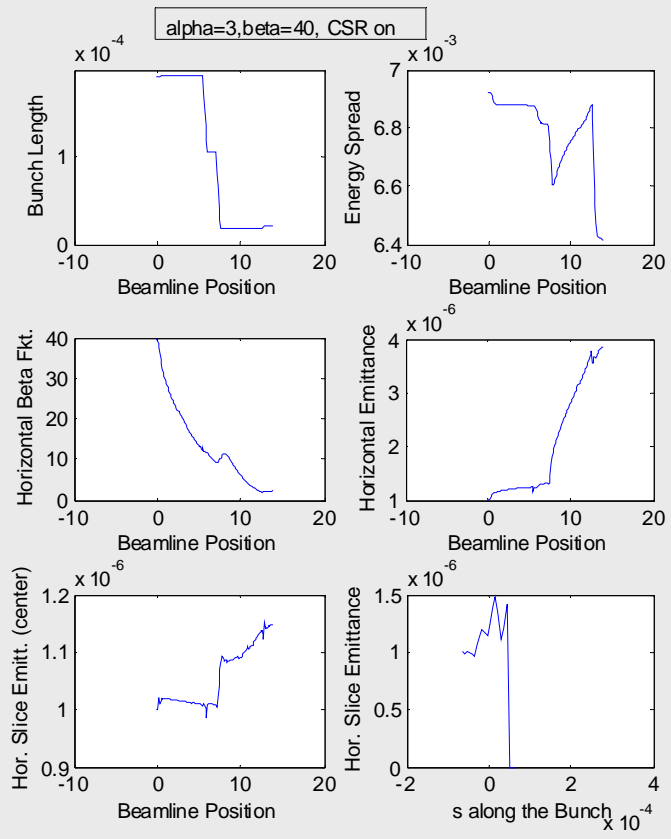 alpha=3,beta=40, CSR on
x 10-4
1
0
-10
0
10
20
Bunch Length
Beamline Position
x 10-3
7
6.8
6.6
6.4
-10
0
10
20
Energy Spread
Beamline Position
40
30
20
10
0
-10
0
10
20
Horizontal Beta Fkt.
Beamline Position
x 10-6
4
3
2
1
-10
0
10
20
Horizontal Emittance
Beamline Position
x 10-6
1.2
1.1
1
0.9
-10
0
10
20
Hor. Slice Emitt. (center)
Beamline Position
x 10-6
1.5
1
0.5
0
-2
0
2
4
Hor. Slice Emittance
s along the Bunch
x 10-4